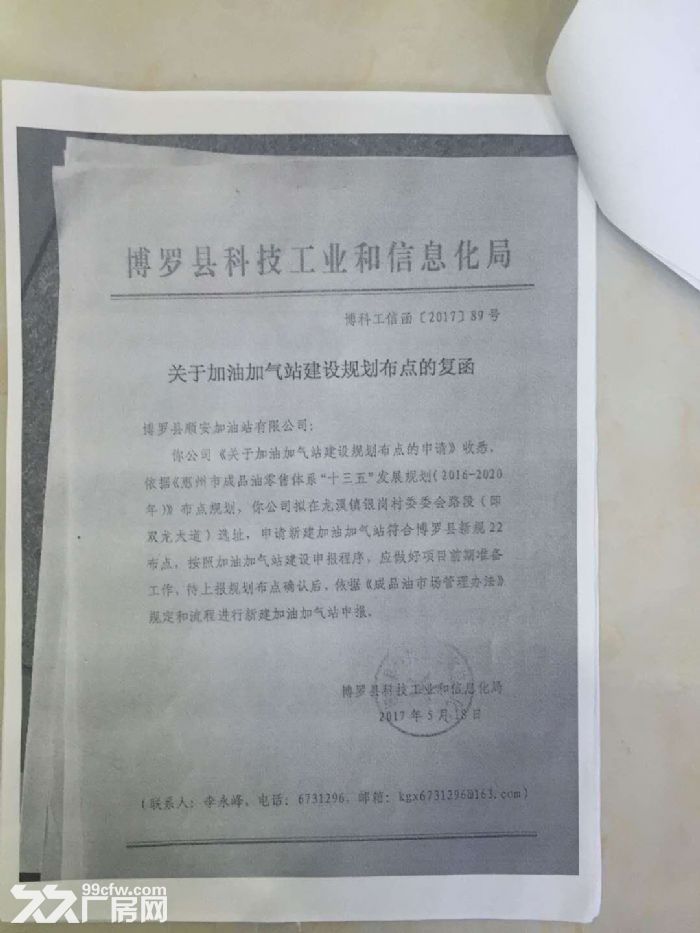 博罗县科技工业和信息化局
博科工信函〔2017〕89号
关于加油加气站建设规划布点的复函
博罗县顺安加油站有限公司：
你公司《关于加油加气站建设规划布点的申请》收悉，
依据《惠州市成品油零售体系“十三五”发展规划（2016-2020
年）》布点规划，你公司拟在龙溪镇银岗村委委会路段（即
双龙大道）选址，申请新建加油加气站符合博罗县新规22
布点，按照加油加气站建设申报程序，应做好项目前期准备
工作，待上报规划布点确认后，依据《成品油市场管理办法》
规定和流程进行新建加油加气站申报。
博罗县科技工业和信息化局
2017年5月18日
（联系人：李永峰，电话：6731296，邮箱：kgx6731296@163.com）
99cfw.com
厂房网